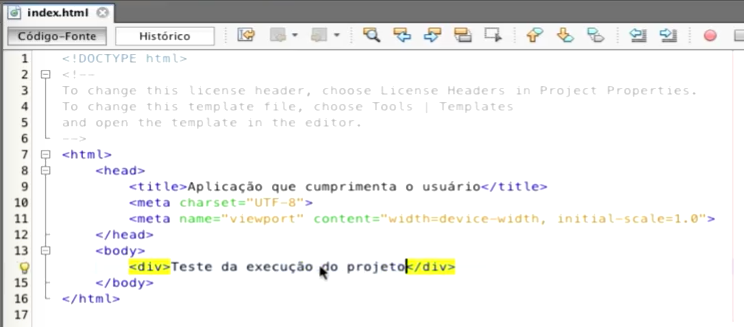 index.html
Código-Fonte Histórico
1 <!DOCTYPE html>
2 <!--
3 To change this license header, choose License Headers in Project Properties.
4 To change this template file, choose Tools | Templates
5 and open the template in the editor.
6 -->
7 <html>
8 <head>
9 <title>Aplicação que cumprimenta o usuário</title>
10 <meta charset="UTF-8">
11 <meta name="viewport" content="width=device-width, initial-scale=1.0">
12 </head>
13 <body>
<div>Teste da execução do projeto</div>
15 </body>
16 </html>
17